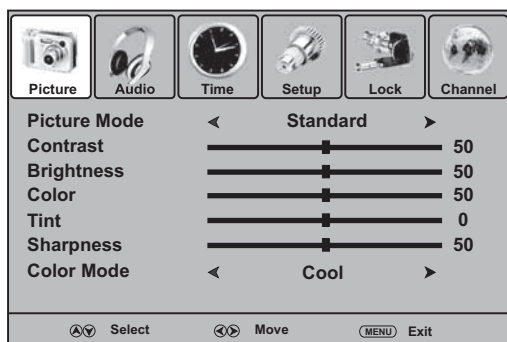 Picture Audio Time Setup Lock Channel
Picture Mode Standard
Contrast 50
Brightness 50
Color 50
Tint 0
Sharpness 50
Color Mode Cool
Select Move MENU Exit